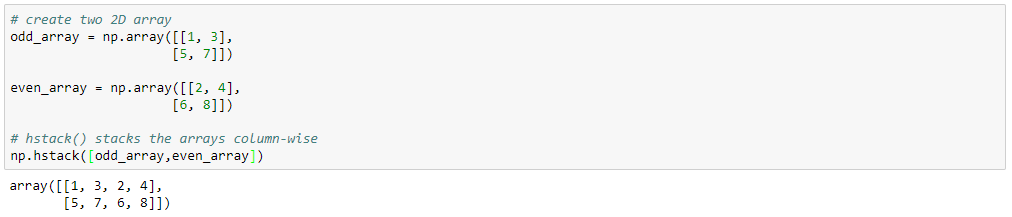 # create two 2D array
odd_array = np.array([[1, 3],
                     [5, 7]])
even_array = np.array([[2, 4],
                     [6, 8]])
# hstack() stacks the arrays column-wise
np.hstack([odd_array,even_array])
array([[1, 3, 2, 4],
       [5, 7, 6, 8]])